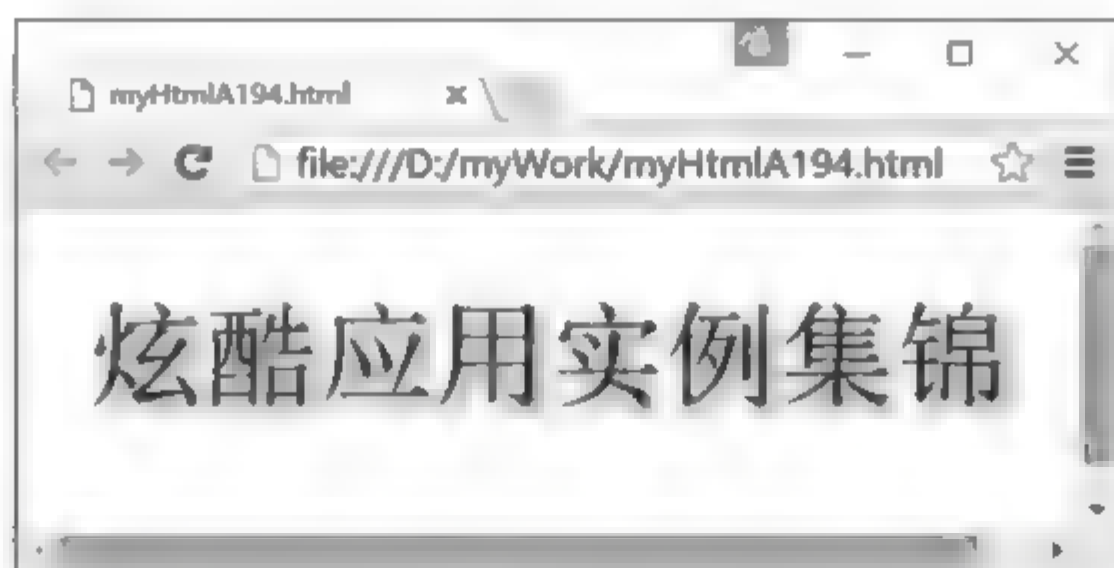 myHtmlA194.html
file:///D:/myWork/myHtmlA194.html
炫酷应用实例集锦